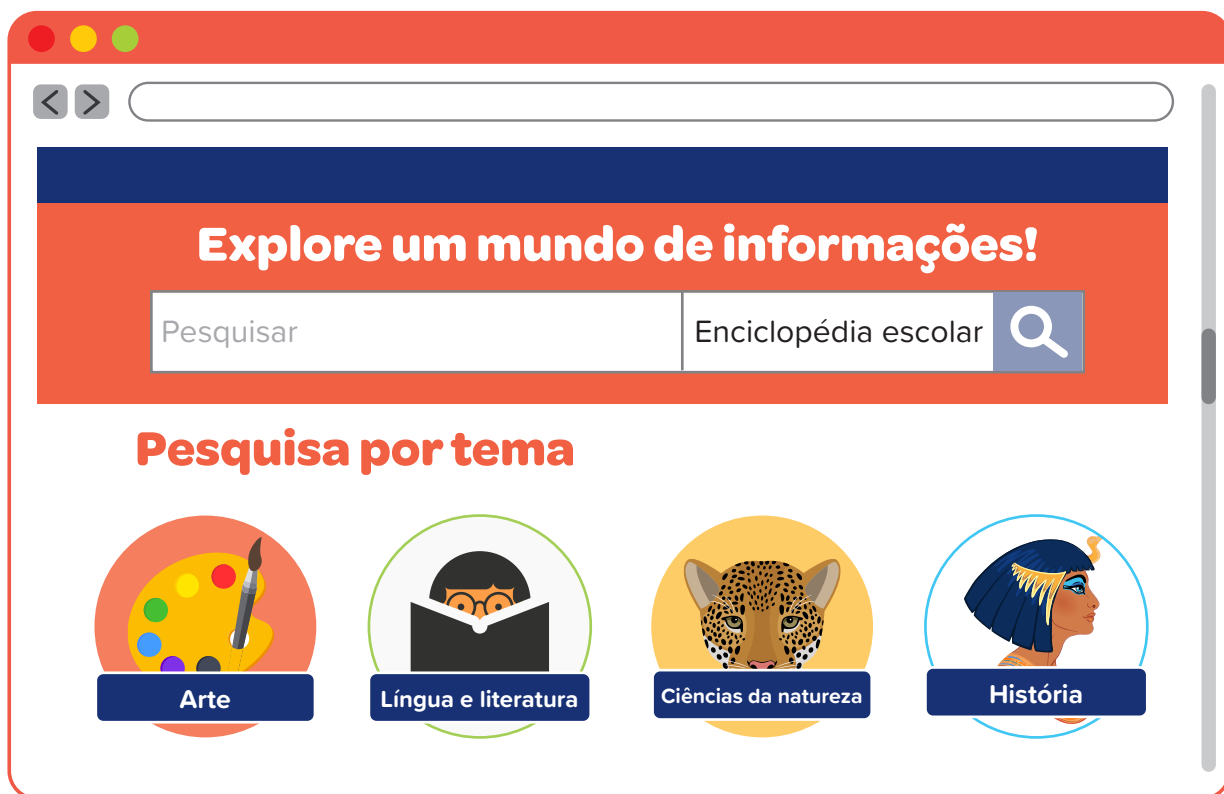 Explore um mundo de informações!
Pesquisar
Enciclopédia escolar
Pesquisa por tema
Arte
Língua e literatura
Ciências da natureza
História